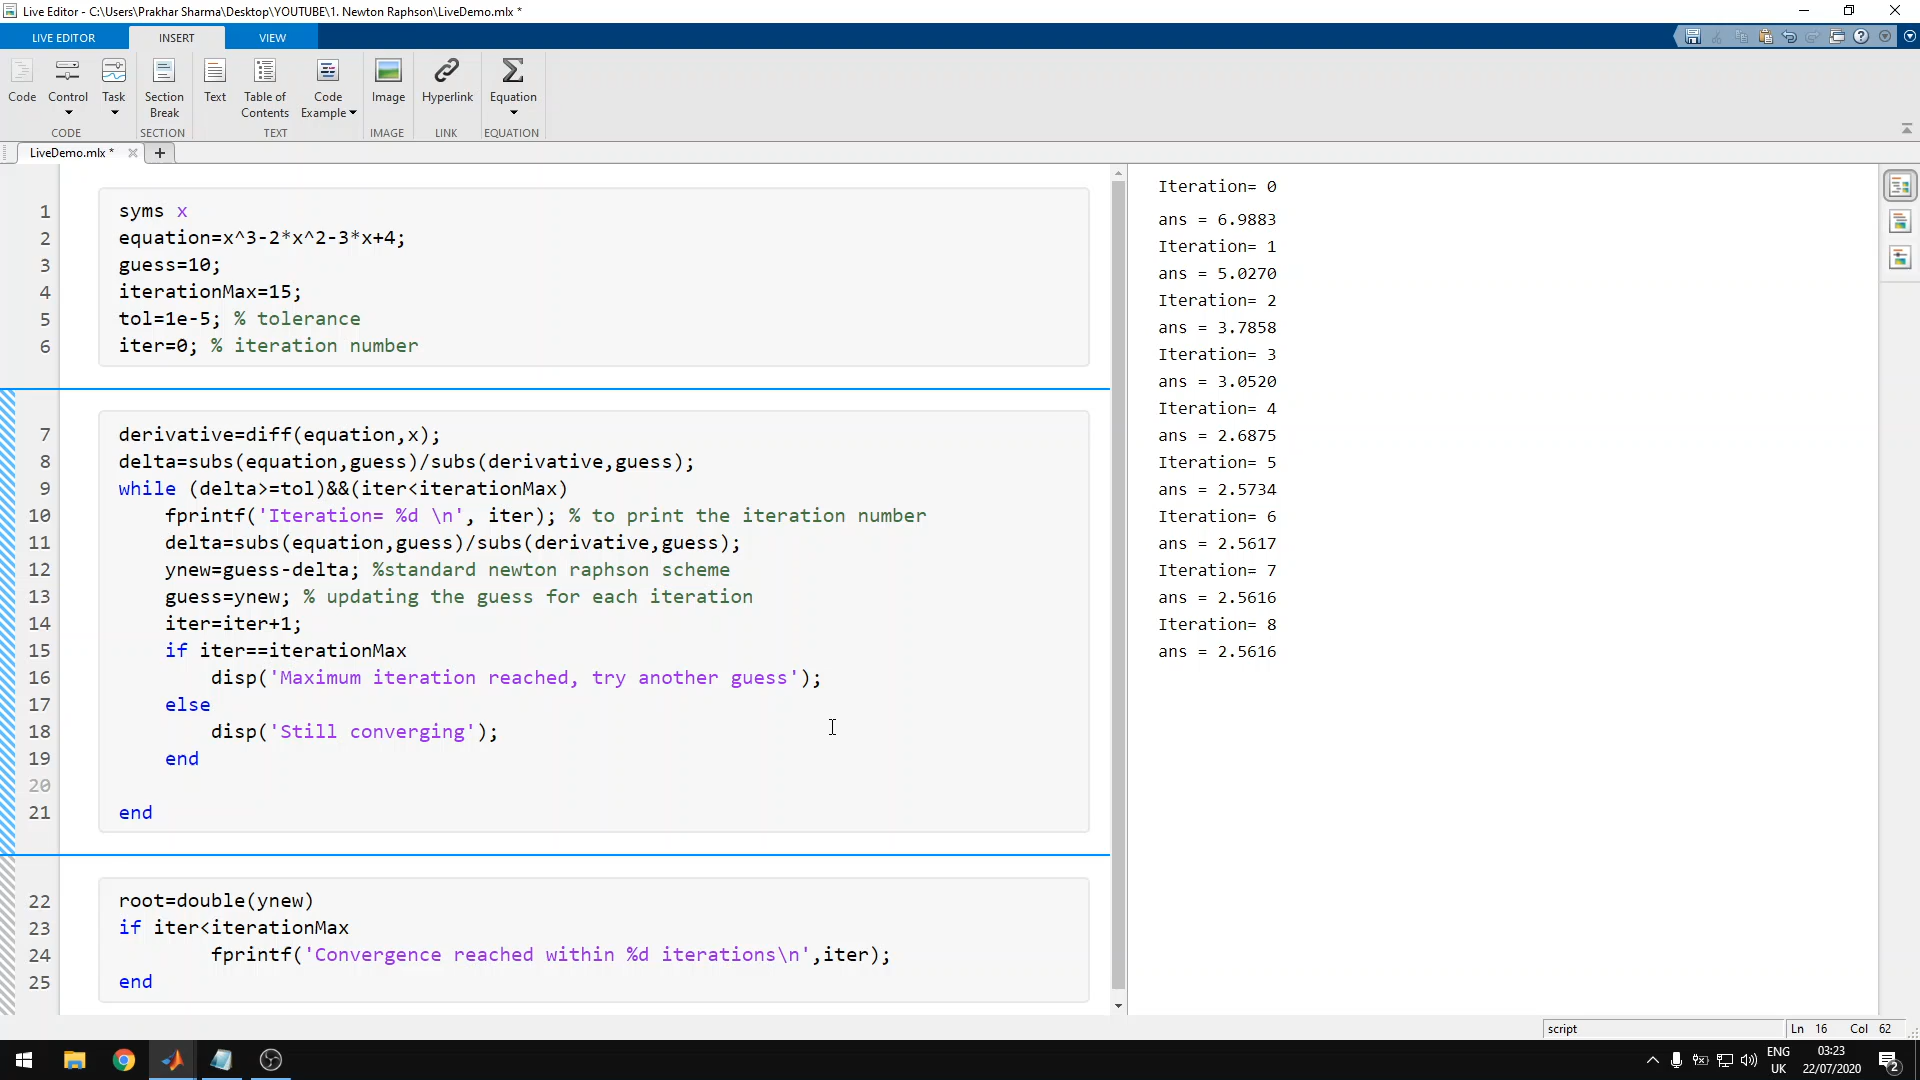 Live Editor - C:\Users\Prakhar Sharma\Desktop\YOUTUBE\1. Newton Raphson\LiveDemo.mlx *
LIVE EDITOR INSERT VIEW
Code Control Task Section Break Text Table of Contents Code Example Image Hyperlink Equation
CODE SECTION TEXT IMAGE LINK EQUATION
LiveDemo.mlx *
1 syms x
2 equation=x^3-2*x^2-3*x+4;
3 guess=10;
4 iterationMax=15;
5 tol=1e-5; % tolerance
6 iter=0; % iteration number
7 derivative=diff(equation,x);
8 delta=subs(equation,guess)/subs(derivative,guess);
9 while (delta>=tol)&&(iter<iterationMax)
10 fprintf('Iteration= %d \n', iter); % to print the iteration number
11 delta=subs(equation,guess)/subs(derivative,guess);
12 ynew=guess-delta; %standard newton raphson scheme
13 guess=ynew; % updating the guess for each iteration
14 iter=iter+1;
15 if iter==iterationMax
16 disp('Maximum iteration reached, try another guess');
17 else
18 disp('Still converging');
19 end
20
21 end
22 root=double(ynew)
23 if iter<iterationMax
24 fprintf('Convergence reached within %d iterations\n',iter);
25 end
Iteration= 0
ans = 6.9883
Iteration= 1
ans = 5.0270
Iteration= 2
ans = 3.7858
Iteration= 3
ans = 3.0520
Iteration= 4
ans = 2.6875
Iteration= 5
ans = 2.5734
Iteration= 6
ans = 2.5617
Iteration= 7
ans = 2.5616
Iteration= 8
ans = 2.5616
script Ln 16 Col 62
ENG 03:23
UK 22/07/2020 2